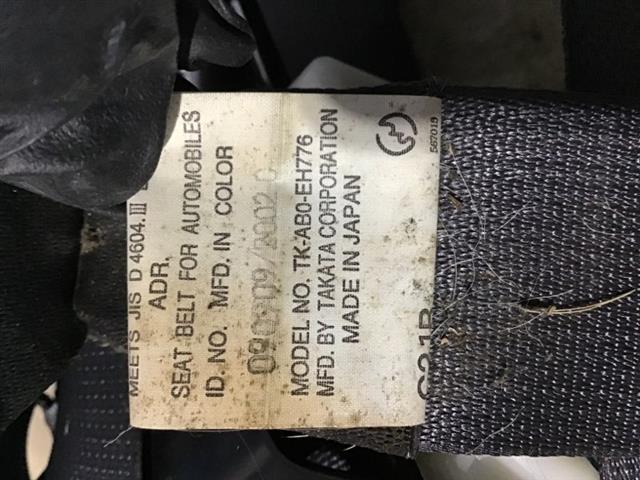 MEETS JIS D 4604.III
ADR.
SEAT BELT FOR AUTOMOBILES
ID. NO. MFD. IN COLOR
MODEL NO. TK-AB0-EH776
MFD. BY TAKATA CORPORATION
MADE IN JAPAN
567019